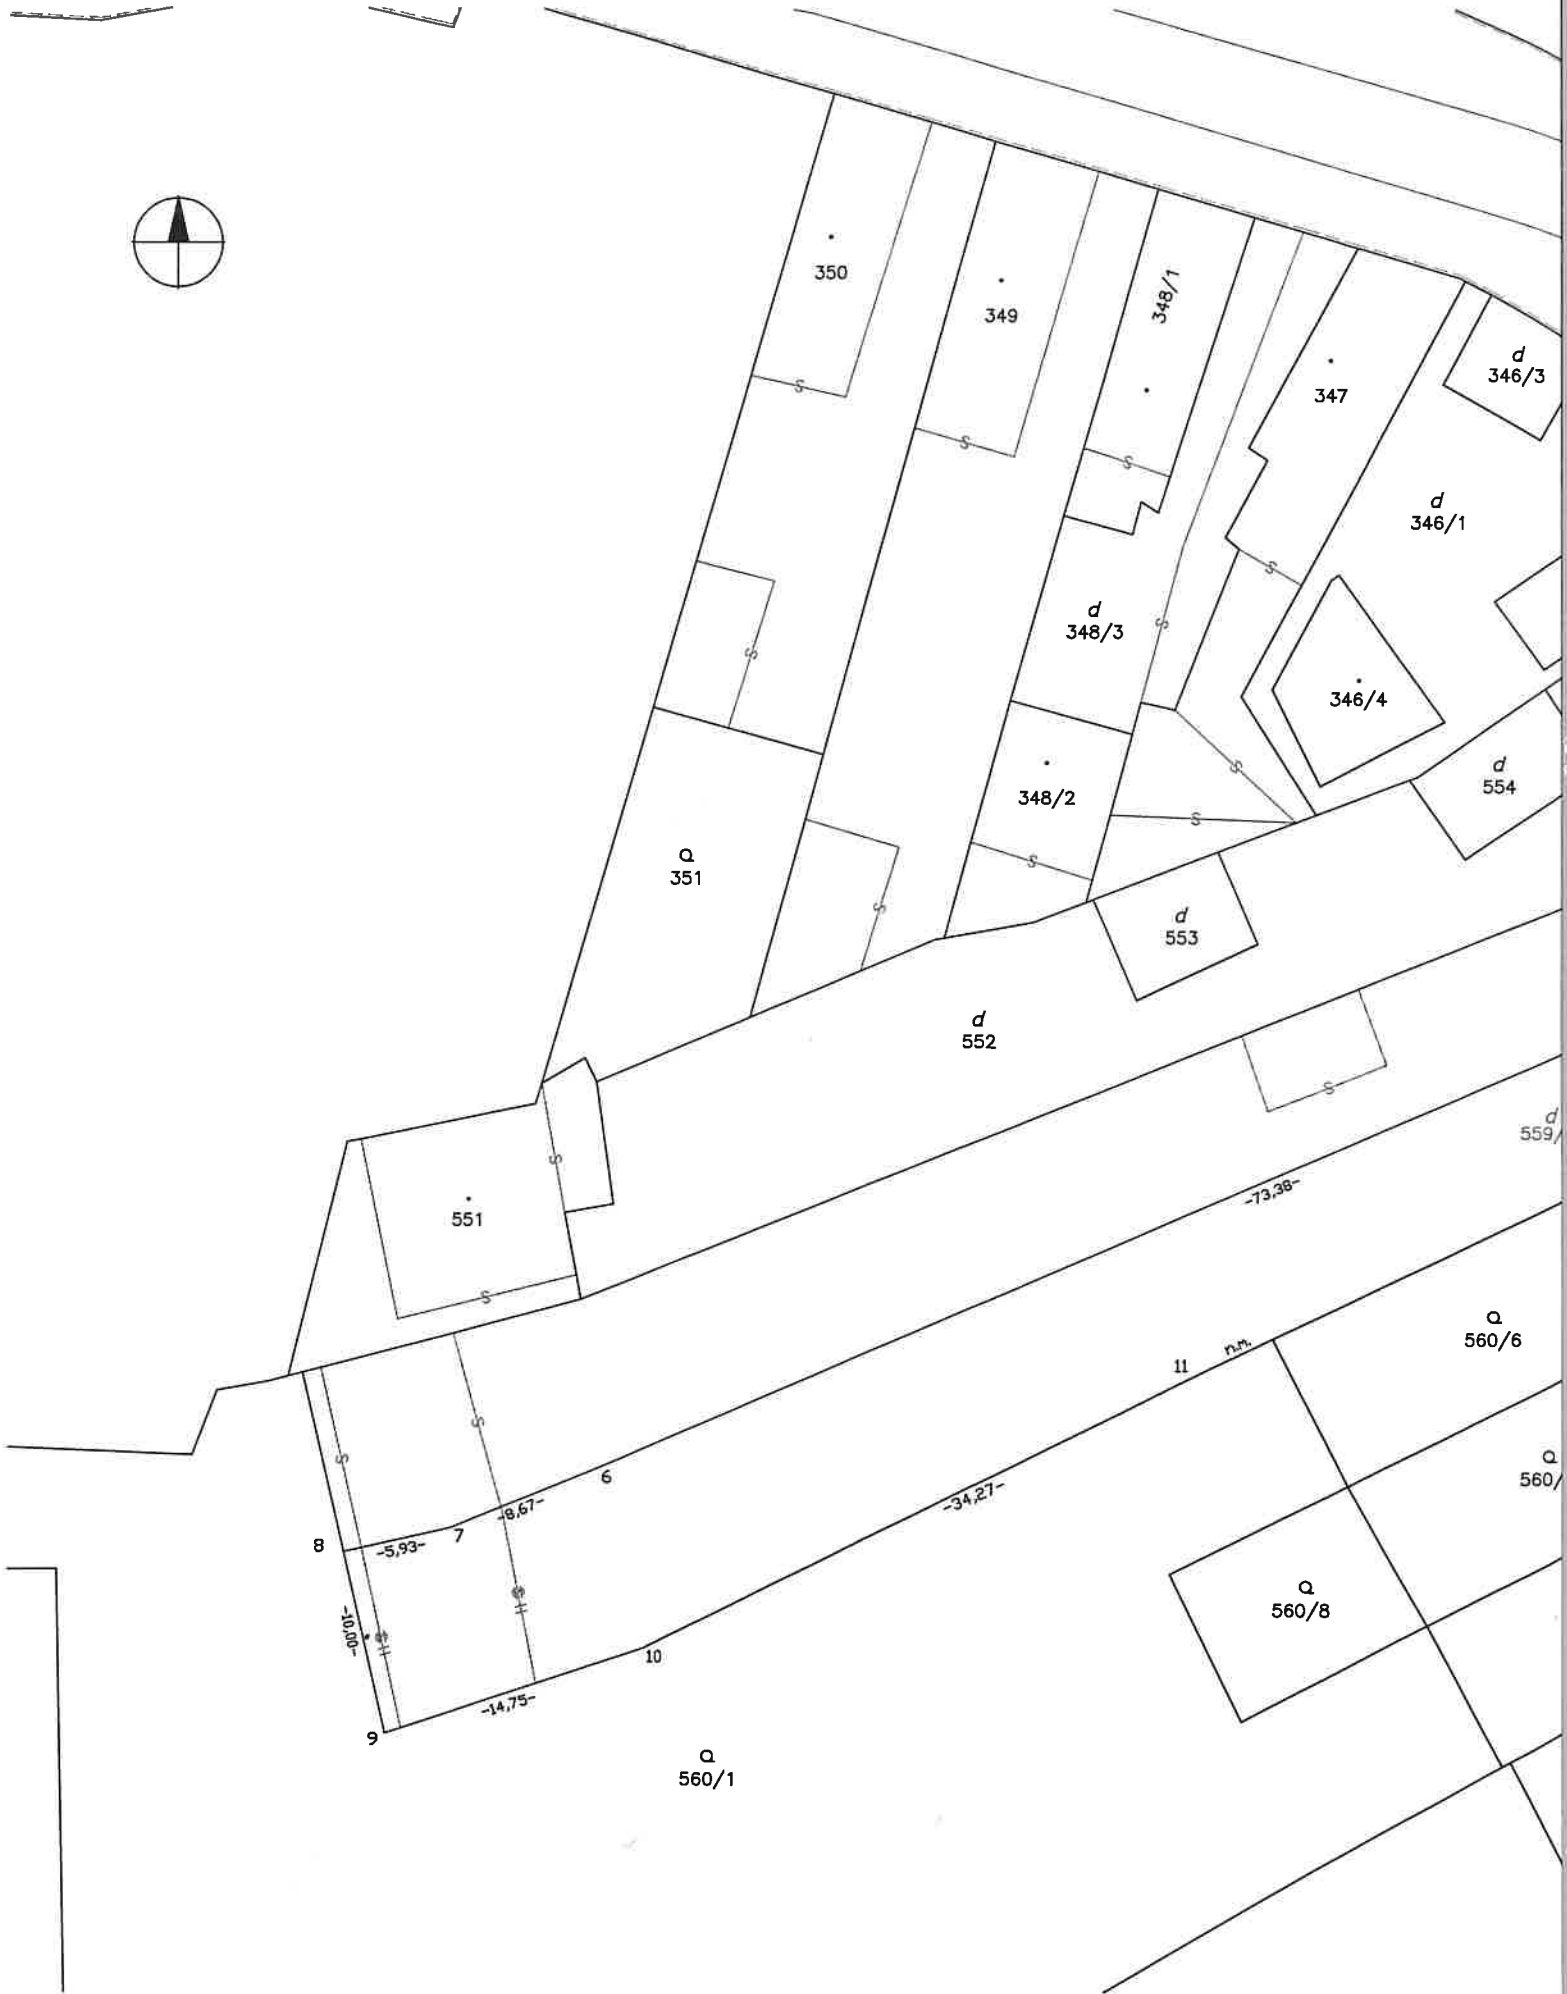 350
349
348/1
347
d
346/3
d
346/1
S
S
S
S
d
348/3
S
S
346/4
S
d
554
348/2
S
S
Q
351
S
d
553
d
552
S
d
559/
S
551
S
-73,38-
Q
560/6
11
n.m.
S
S
6
-8,67-
-34,27-
Q
560/
7
8
-5,93-
Q
560/8
-10,00-
10
-14,75-
9
Q
560/1